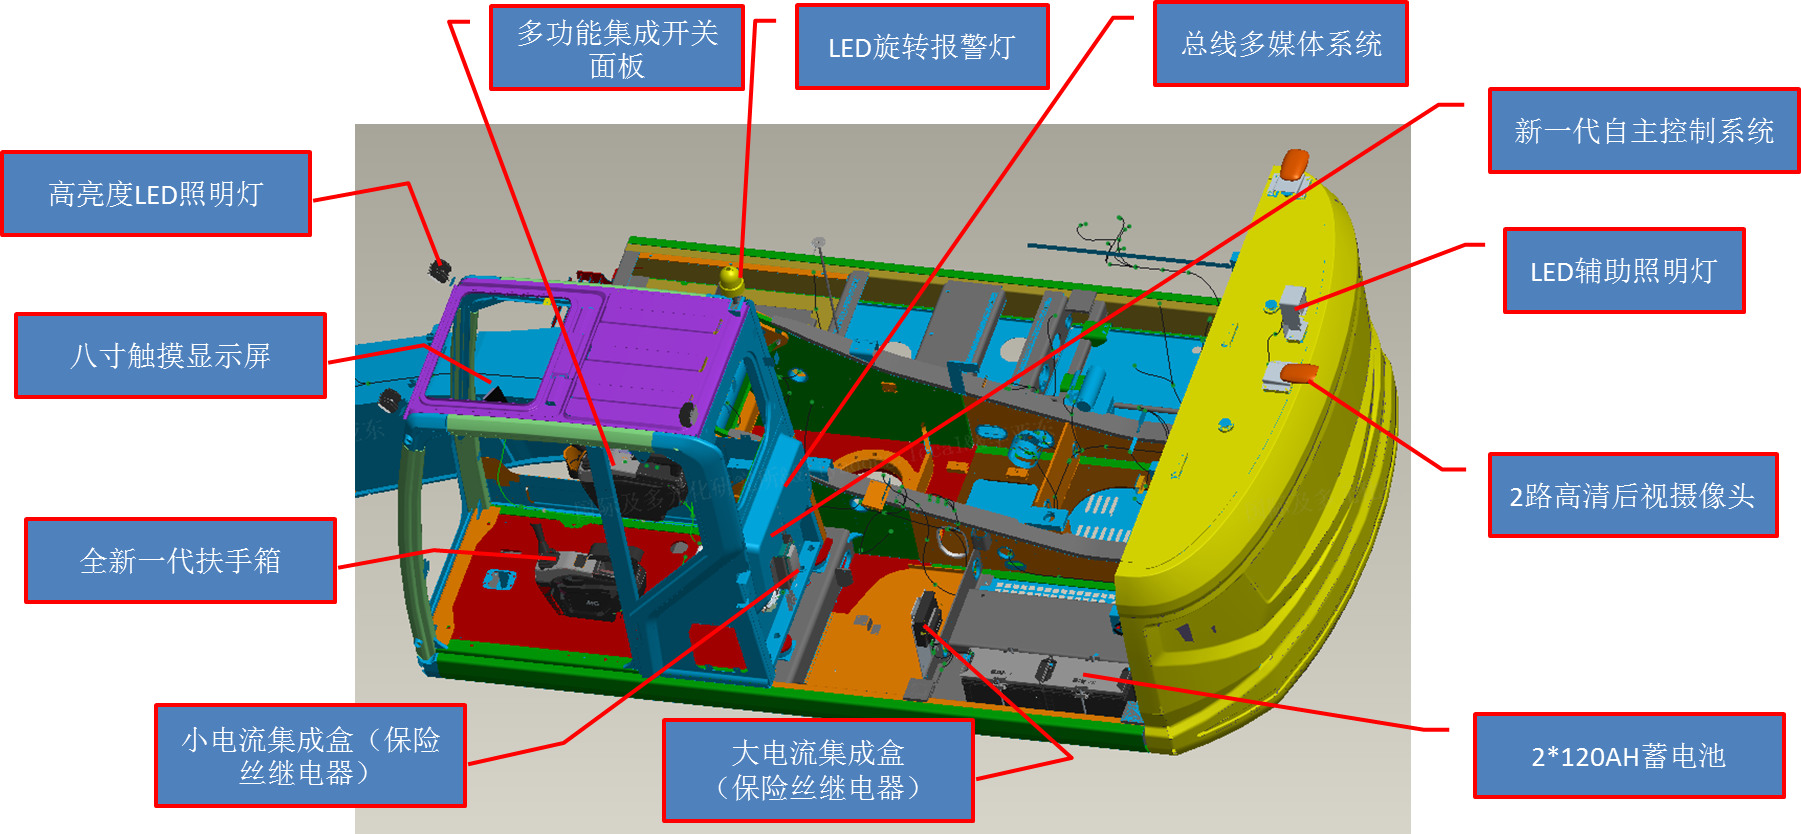 多功能集成开关
面板
LED旋转报警灯
总线多媒体系统
新一代自主控制系统
高亮度LED照明灯
LED辅助照明灯
八寸触摸显示屏
2路高清后视摄像头
全新一代扶手箱
小电流集成盒（保险
丝继电器）
大电流集成盒
（保险丝继电器）
2*120AH蓄电池